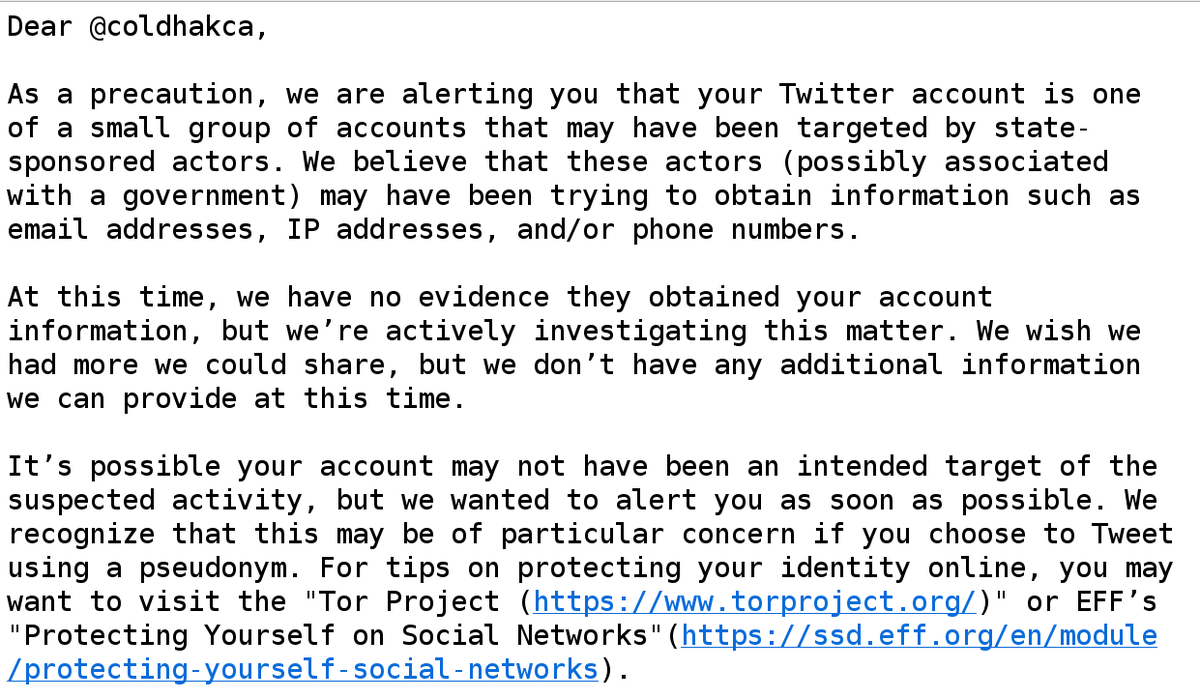 Dear @coldhakca,
As a precaution, we are alerting you that your Twitter account is one
of a small group of accounts that may have been targeted by state-
sponsored actors. We believe that these actors (possibly associated
with a government) may have been trying to obtain information such as
email addresses, IP addresses, and/or phone numbers.
At this time, we have no evidence they obtained your account
information, but we’re actively investigating this matter. We wish we
had more we could share, but we don’t have any additional information
we can provide at this time.
It’s possible your account may not have been an intended target of the
suspected activity, but we wanted to alert you as soon as possible. We
recognize that this may be of particular concern if you choose to Tweet
using a pseudonym. For tips on protecting your identity online, you may
want to visit the "Tor Project (https://www.torproject.org/)" or EFF’s
"Protecting Yourself on Social Networks"(https://ssd.eff.org/en/module
/protecting-yourself-social-networks).